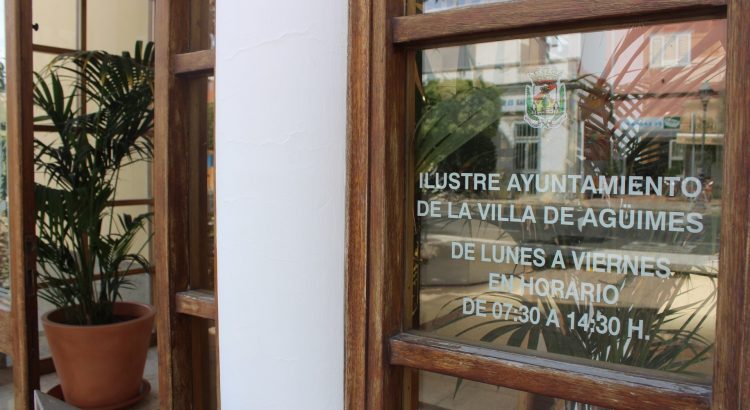 ILUSTRE AYUNTAMIENTO
DE LA VILLA DE AGÜIMES
DE LUNES A VIERNES
EN HORARIO
DE 07:30 A 14:30 H.